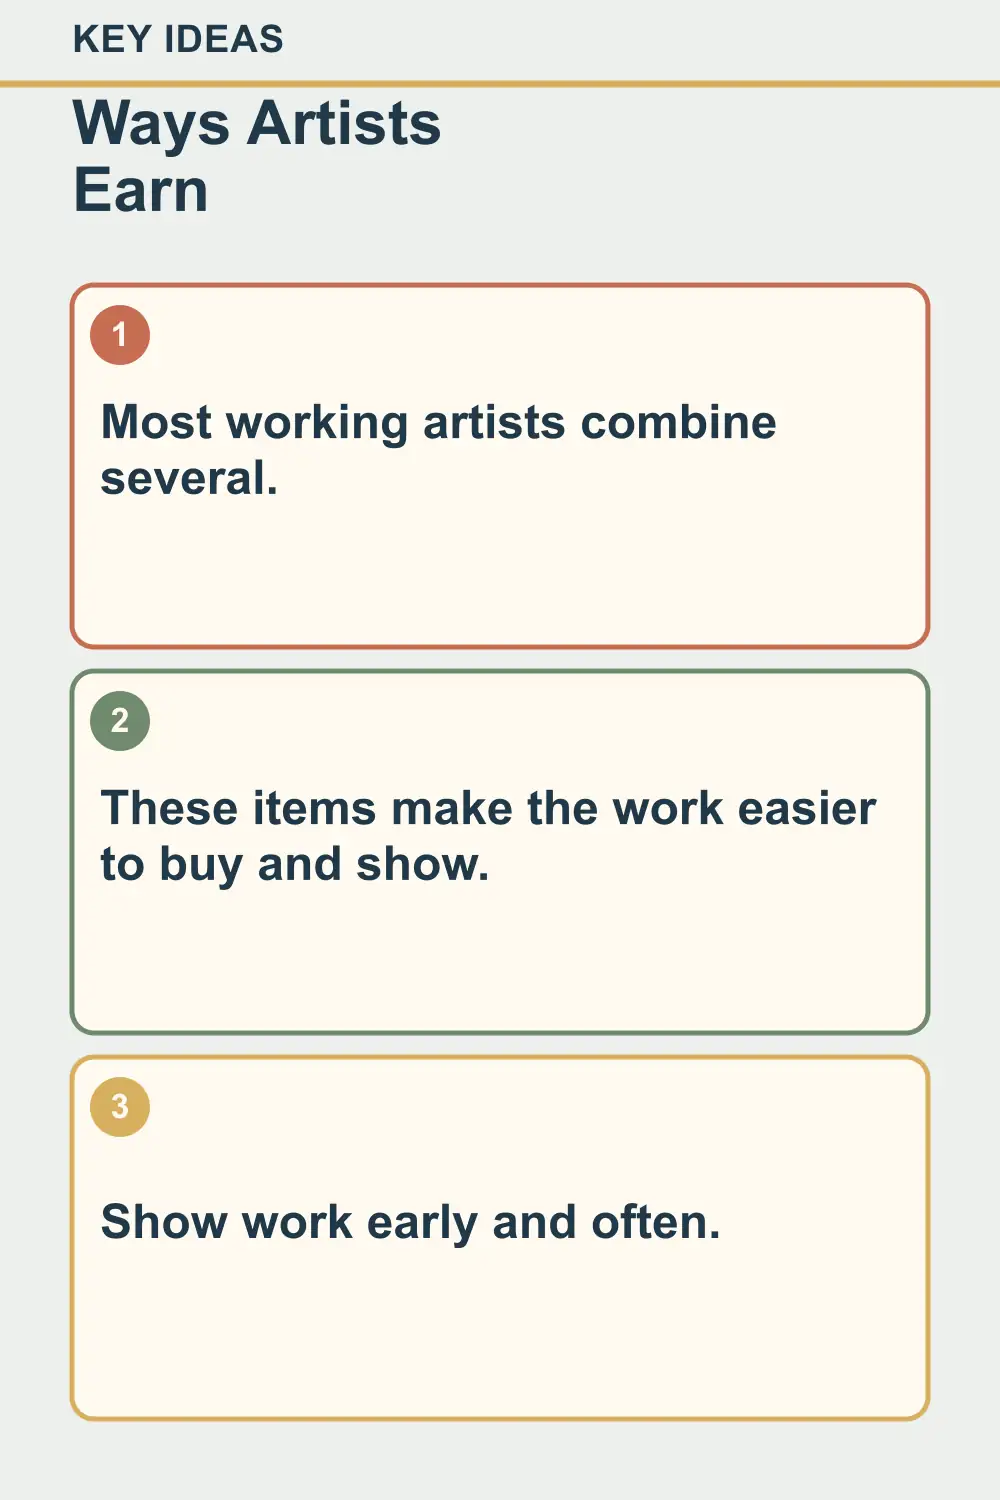 KEY IDEAS
Ways Artists
Earn
1
Most working artists combine
several.
2
These items make the work easier
to buy and show.
3
Show work early and often.